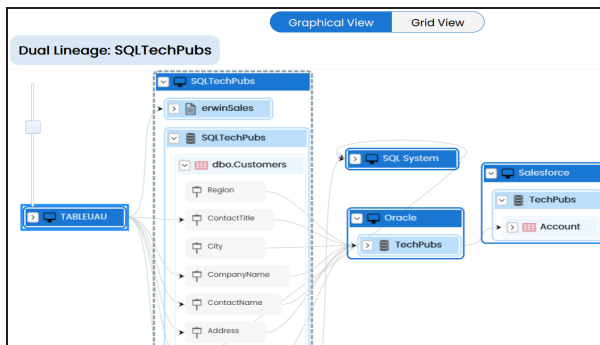 Graphical View
Grid View
Dual Lineage: SQLTechPubs
SQLTechPubs
erwinSales
SQLTechPubs
dbo.Customers
Region
ContactTitle
City
CompanyName
ContactName
Address
TABLEUAU
SQL System
Oracle
TechPubs
Salesforce
TechPubs
Account